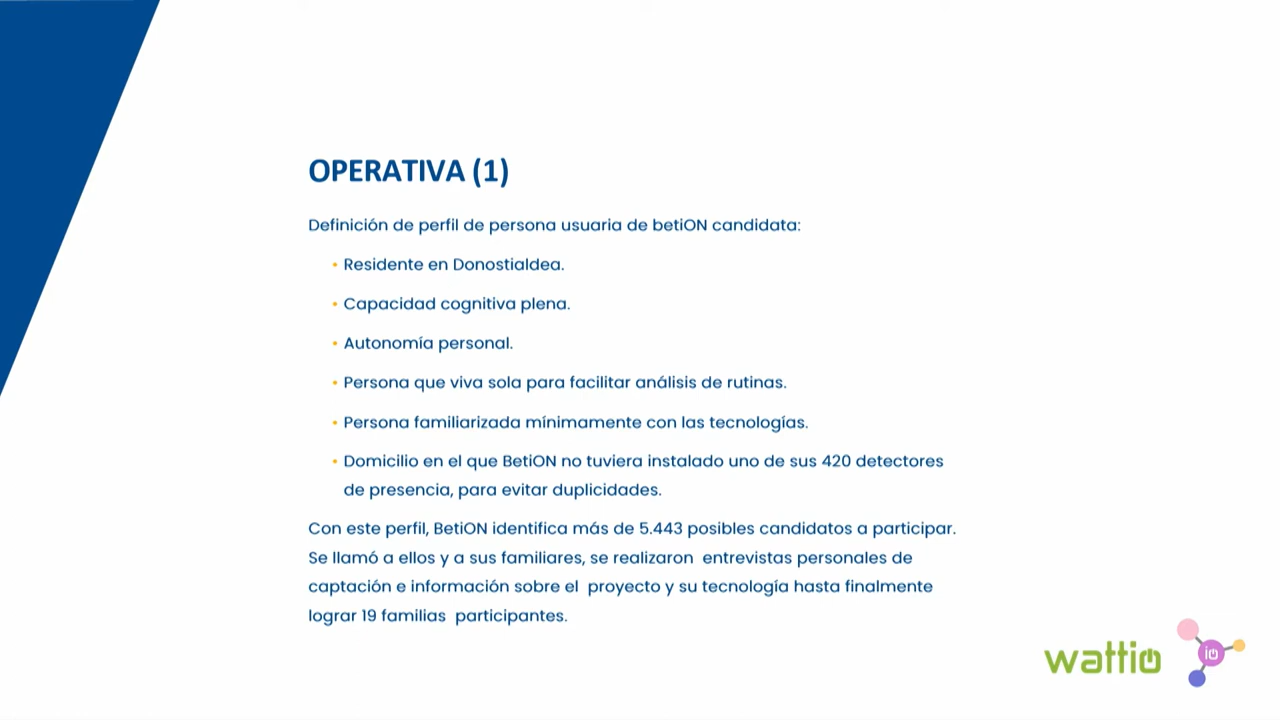 OPERATIVA (1)
Definición de perfil de persona usuaria de betiON candidata:
• Residente en Donostialdea.
• Capacidad cognitiva plena.
• Autonomía personal.
• Persona que viva sola para facilitar análisis de rutinas.
• Persona familiarizada mínimamente con las tecnologías.
• Domicilio en el que BetiON no tuviera instalado uno de sus 420 detectores
de presencia, para evitar duplicidades.
Con este perfil, BetiON identifica más de 5.443 posibles candidatos a participar.
Se llamó a ellos y a sus familiares, se realizaron entrevistas personales de
captación e información sobre el proyecto y su tecnología hasta finalmente
lograr 19 familias participantes.
wattio
io